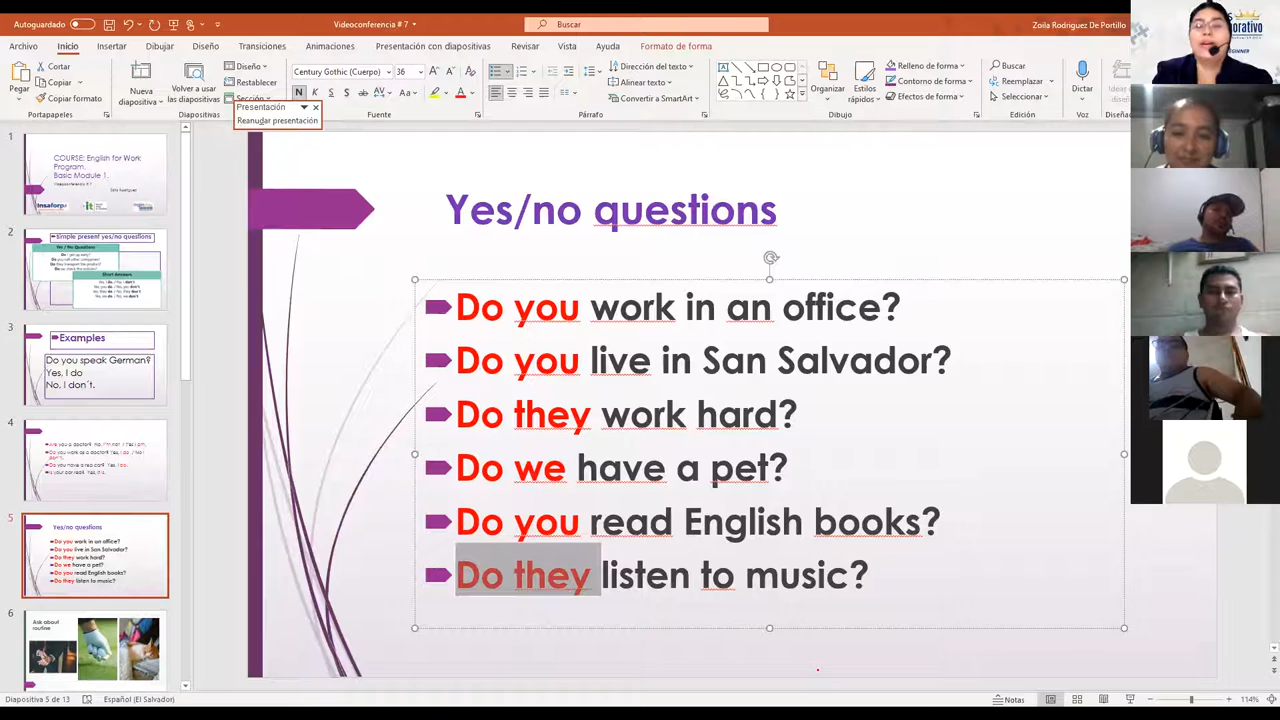 Autoguardado
Videoconferencia # 7
Buscar
Zoila Rodriguez De Portillo
Archivo Inicio Insertar Dibujar Diseño Transiciones Animaciones Presentación con diapositivas Revisar Vista Ayuda Formato de forma
Pegar
Cortar
Copiar
Copiar formato
Portapapeles
Nueva diapositiva
Volver a usar las diapositivas
Diseño
Restablecer
Sección
Diapositivas
Presentación
Reanudar presentación
Century Gothic (Cuerpo) 36
Fuente
Dirección del texto
Alinear texto
Convertir a SmartArt
Párrafo
Organizar
Estilos rápidos
Relleno de forma
Contorno de forma
Efectos de forma
Dibujo
Buscar
Reemplazar
Seleccionar
Edición
Dictar
Voz
1
COURSE: English for Work
Program.
Basic Module 1.
Insaforp
2
Simple present yes/no questions
Yes / No Questions
Short Answers
3
Examples
Do you speak German?
Yes, I do
No, I don´t.
4
5
Yes/no questions
Do you work in an office?
Do you live in San Salvador?
Do they work hard?
Do we have a pet?
Do you read English books?
Do they listen to music?
6
Ask about
routine
Yes/no questions
Do you work in an office?
Do you live in San Salvador?
Do they work hard?
Do we have a pet?
Do you read English books?
Do they listen to music?
Diapositiva 5 de 13
Español (El Salvador)
Notas
114%